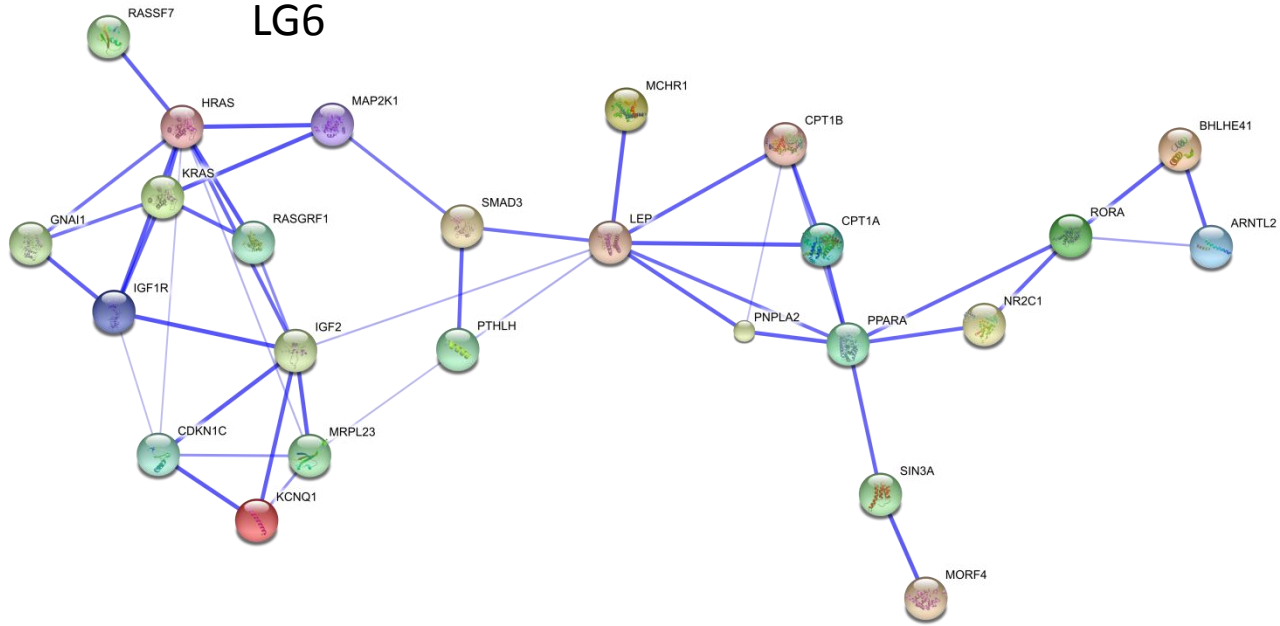 LG6
RASSF7
HRAS
MAP2K1
MCHR1
CPT1B
BHLHE41
KRAS
GNAI1
RASGRF1
SMAD3
LEP
CPT1A
RORA
ARNTL2
IGF1R
IGF2
PTHLH
PNPLA2
PPARA
NR2C1
CDKN1C
MRPL23
KCNQ1
SIN3A
MORF4